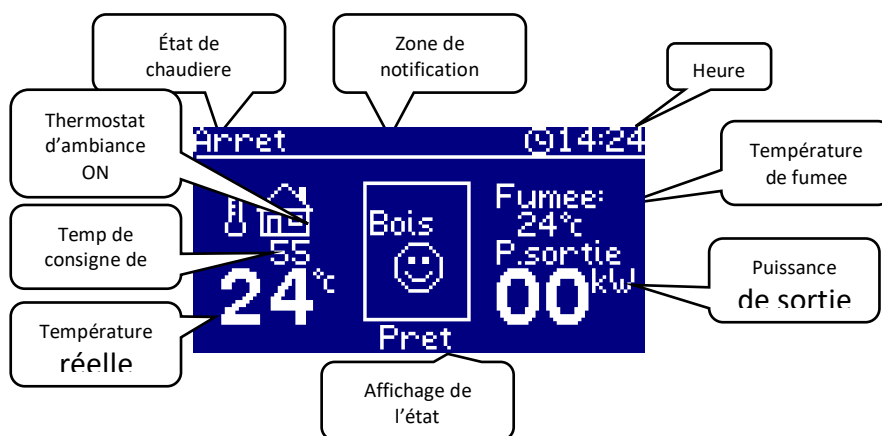 État de
chaudiere
Zone de
notification
Heure
Thermostat
d’ambiance
ON
Arret
14:24
Température
de fumee
Fumee:
24°c
Bois
Temp de
consigne de
55
P.sortie
24°c
00kW
Puissance
de sortie
Température
réelle
Pret
Affichage de
l’état